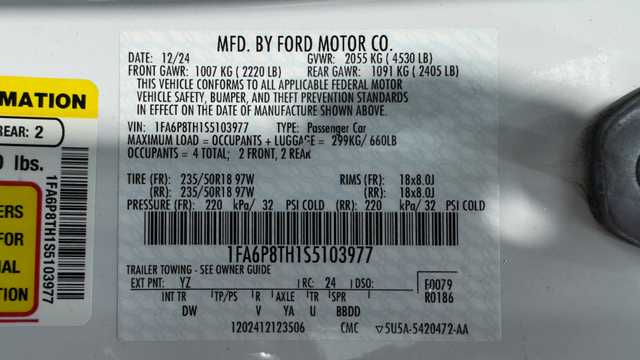 MFD. BY FORD MOTOR CO.
DATE: 12/24 GVWR: 2055 KG ( 4530 LB)
FRONT GAWR: 1007 KG ( 2220 LB) REAR GAWR: 1091 KG ( 2405 LB)
THIS VEHICLE CONFORMS TO ALL APPLICABLE FEDERAL MOTOR
VEHICLE SAFETY, BUMPER, AND THEFT PREVENTION STANDARDS
IN EFFECT ON THE DATE OF MANUFACTURE SHOWN ABOVE.
VIN: 1FA6P8TH1S5103977 TYPE: Passenger Car
MAXIMUM LOAD = OCCUPANTS + LUGGAGE = 299KG/ 660LB
OCCUPANTS = 4 TOTAL; 2 FRONT, 2 REAR
TIRE (FR): 235/50R18 97W RIMS (FR): 18x8.0J
(RR): 235/50R18 97W (RR): 18x8.0J
PRESSURE (FR): 220 kPa/ 32 PSI COLD (RR): 220 kPa/ 32 PSI COLD
1FA6P8TH1S5103977
TRAILER TOWING - SEE OWNER GUIDE
EXT PNT: YZ RC: 24 DSO: F0079
INT TR TP/PS R AXLE TR SPR R0186
DW V YA U BBDD
1202412123506 CMC ▽5U5A-5420472-AA
ORMATION
REAR: 2
0 lbs.
1FA6P8TH1S5103977
ERS
FOR
AL
ION